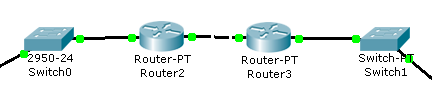 2950-24
Switch0
Router-PT
Router2
Router-PT
Router3
Switch-PT
Switch1